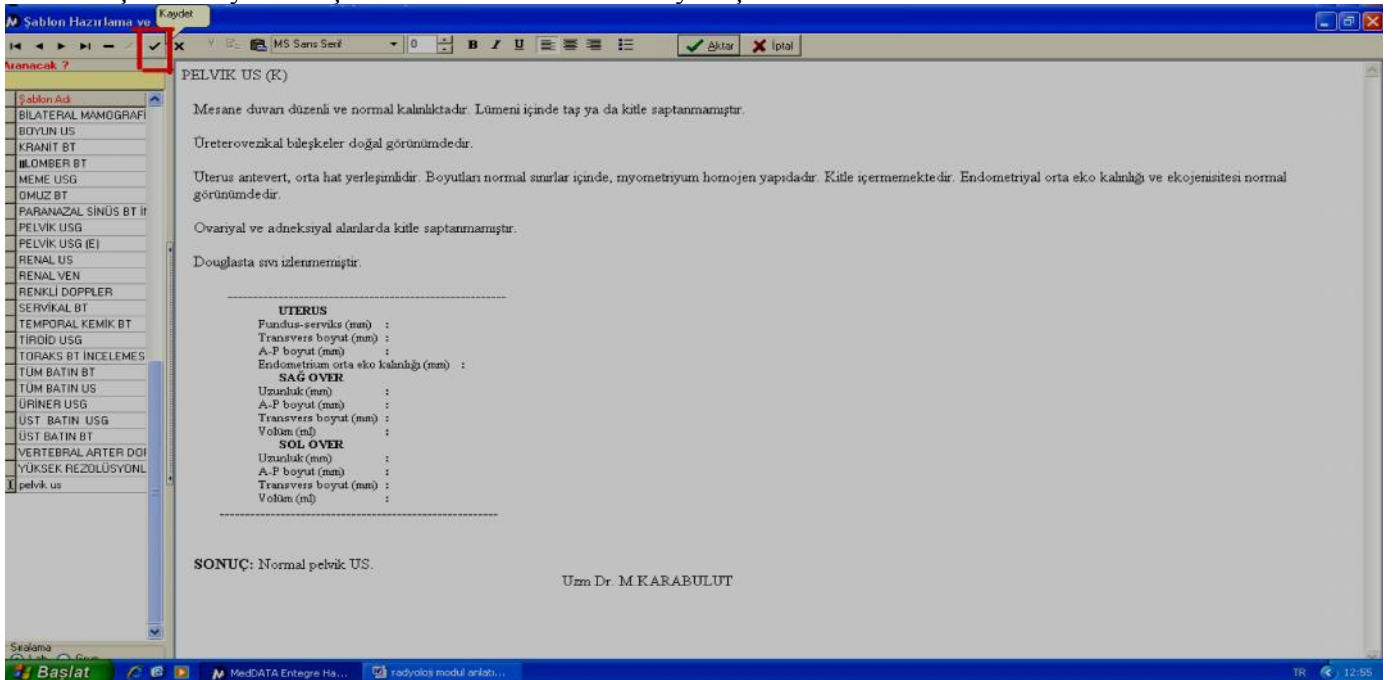 Şablon Hazırlama ve
Kaydet
MS Sans Serif
0
B I U
Aktar
İptal
Aranacak ?
Şablon Adı
BİLATERAL MAMOGRAFİ
BOYUN US
KRANİT BT
LOMBER BT
MEME USG
OMUZ BT
PARANAZAL SİNÜS BT İ
PELVİK USG
PELVİK USG (E)
RENAL US
RENAL VEN
RENKLİ DOPPLER
SERVİKAL BT
TEMPORAL KEMİK BT
TİROİD USG
TORAKS BT İNCELEMES
TÜM BATIN BT
TÜM BATIN US
ÜRİNER USG
ÜST BATIN USG
ÜST BATIN BT
VERTEBRAL ARTER DOP
YÜKSEK REZOLÜSYONL
pelvik us
Sıralama
PELVIK US (K)
Mesane duvarı düzenli ve normal kalınlıktadır. Lümeni içinde taş ya da kitle saptanmamıştır.
Üreterovezikal bileşkeler doğal görünümdedir.
Uterus antevert, orta hat yerleşimlidir. Boyutları normal sınırlar içinde, myometriyum homojen yapıdadır. Kitle içermemektedir. Endometriyal orta eko kalınlığı ve ekojenisitesi normal
görünümdedir.
Ovariyal ve adneksiyal alanlarda kitle saptanmamıştır.
Douglasta sıvı izlenmemiştir.
UTERUS
Fundus-serviks (mm) :
Transvers boyut (mm) :
A-P boyut (mm) :
Endometrium orta eko kalınlığı (mm) :
SAĞ OVER
Uzunluk (mm) :
A-P boyut (mm) :
Transvers boyut (mm) :
Volüm (ml) :
SOL OVER
Uzunluk (mm) :
A-P boyut (mm) :
Transvers boyut (mm) :
Volüm (ml) :
SONUÇ: Normal pelvik US.
Uzm Dr. M.KARABULUT
Başlat
MedDATA Entegre Ha...
radyoloji modul anlatı...
TR
12:55